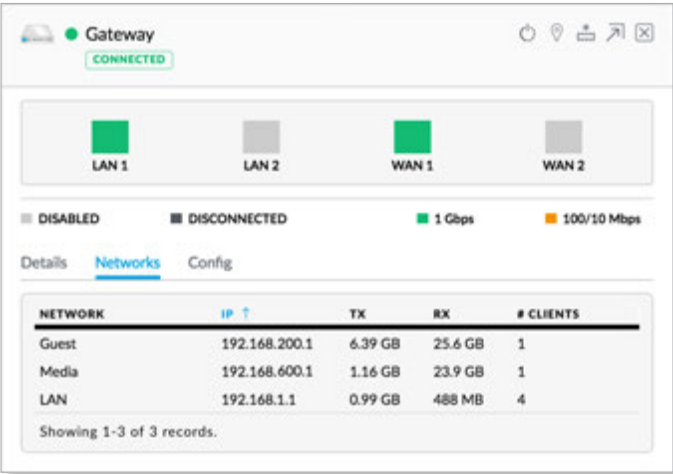 Gateway
CONNECTED
LAN 1 LAN 2 WAN 1 WAN 2
DISABLED DISCONNECTED 1 Gbps 100/10 Mbps
Details Networks Config
NETWORK IP ↑ TX RX # CLIENTS
Guest 192.168.200.1 6.39 GB 25.6 GB 1
Media 192.168.600.1 1.16 GB 23.9 GB 1
LAN 192.168.1.1 0.99 GB 488 MB 4
Showing 1-3 of 3 records.